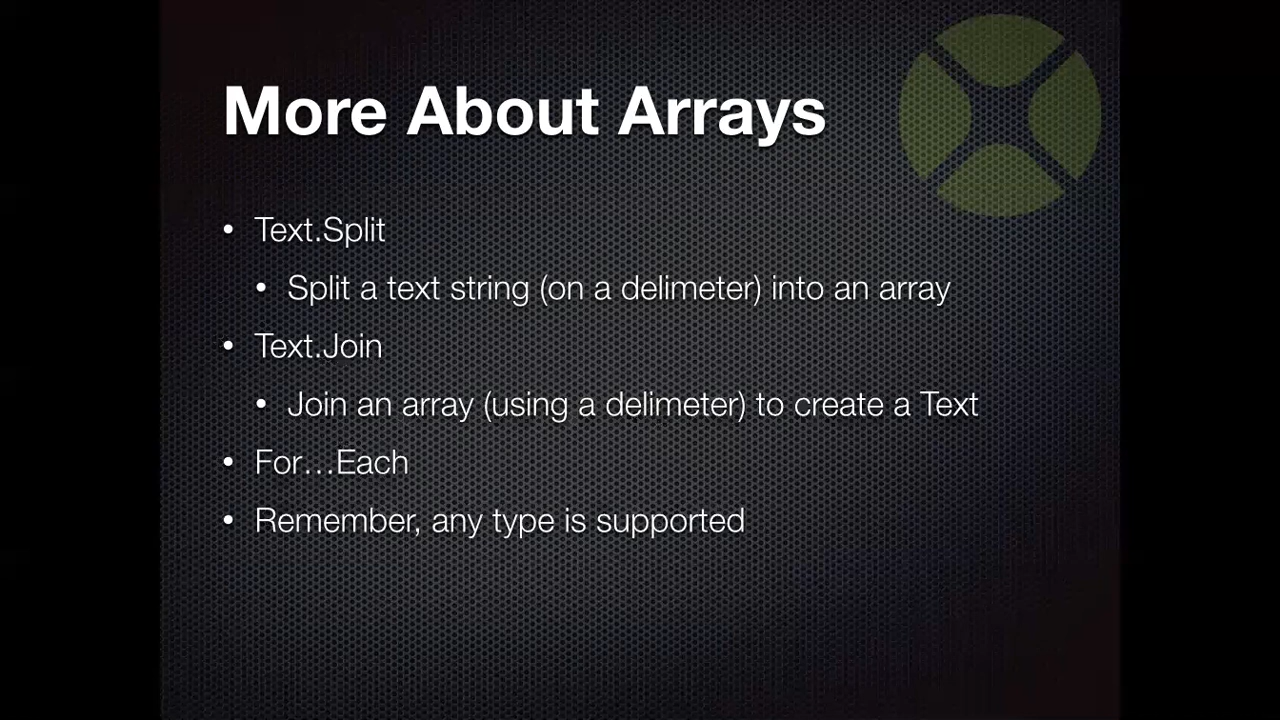 More About Arrays
• Text.Split
• Split a text string (on a delimeter) into an array
• Text.Join
• Join an array (using a delimeter) to create a Text
• For…Each
• Remember, any type is supported